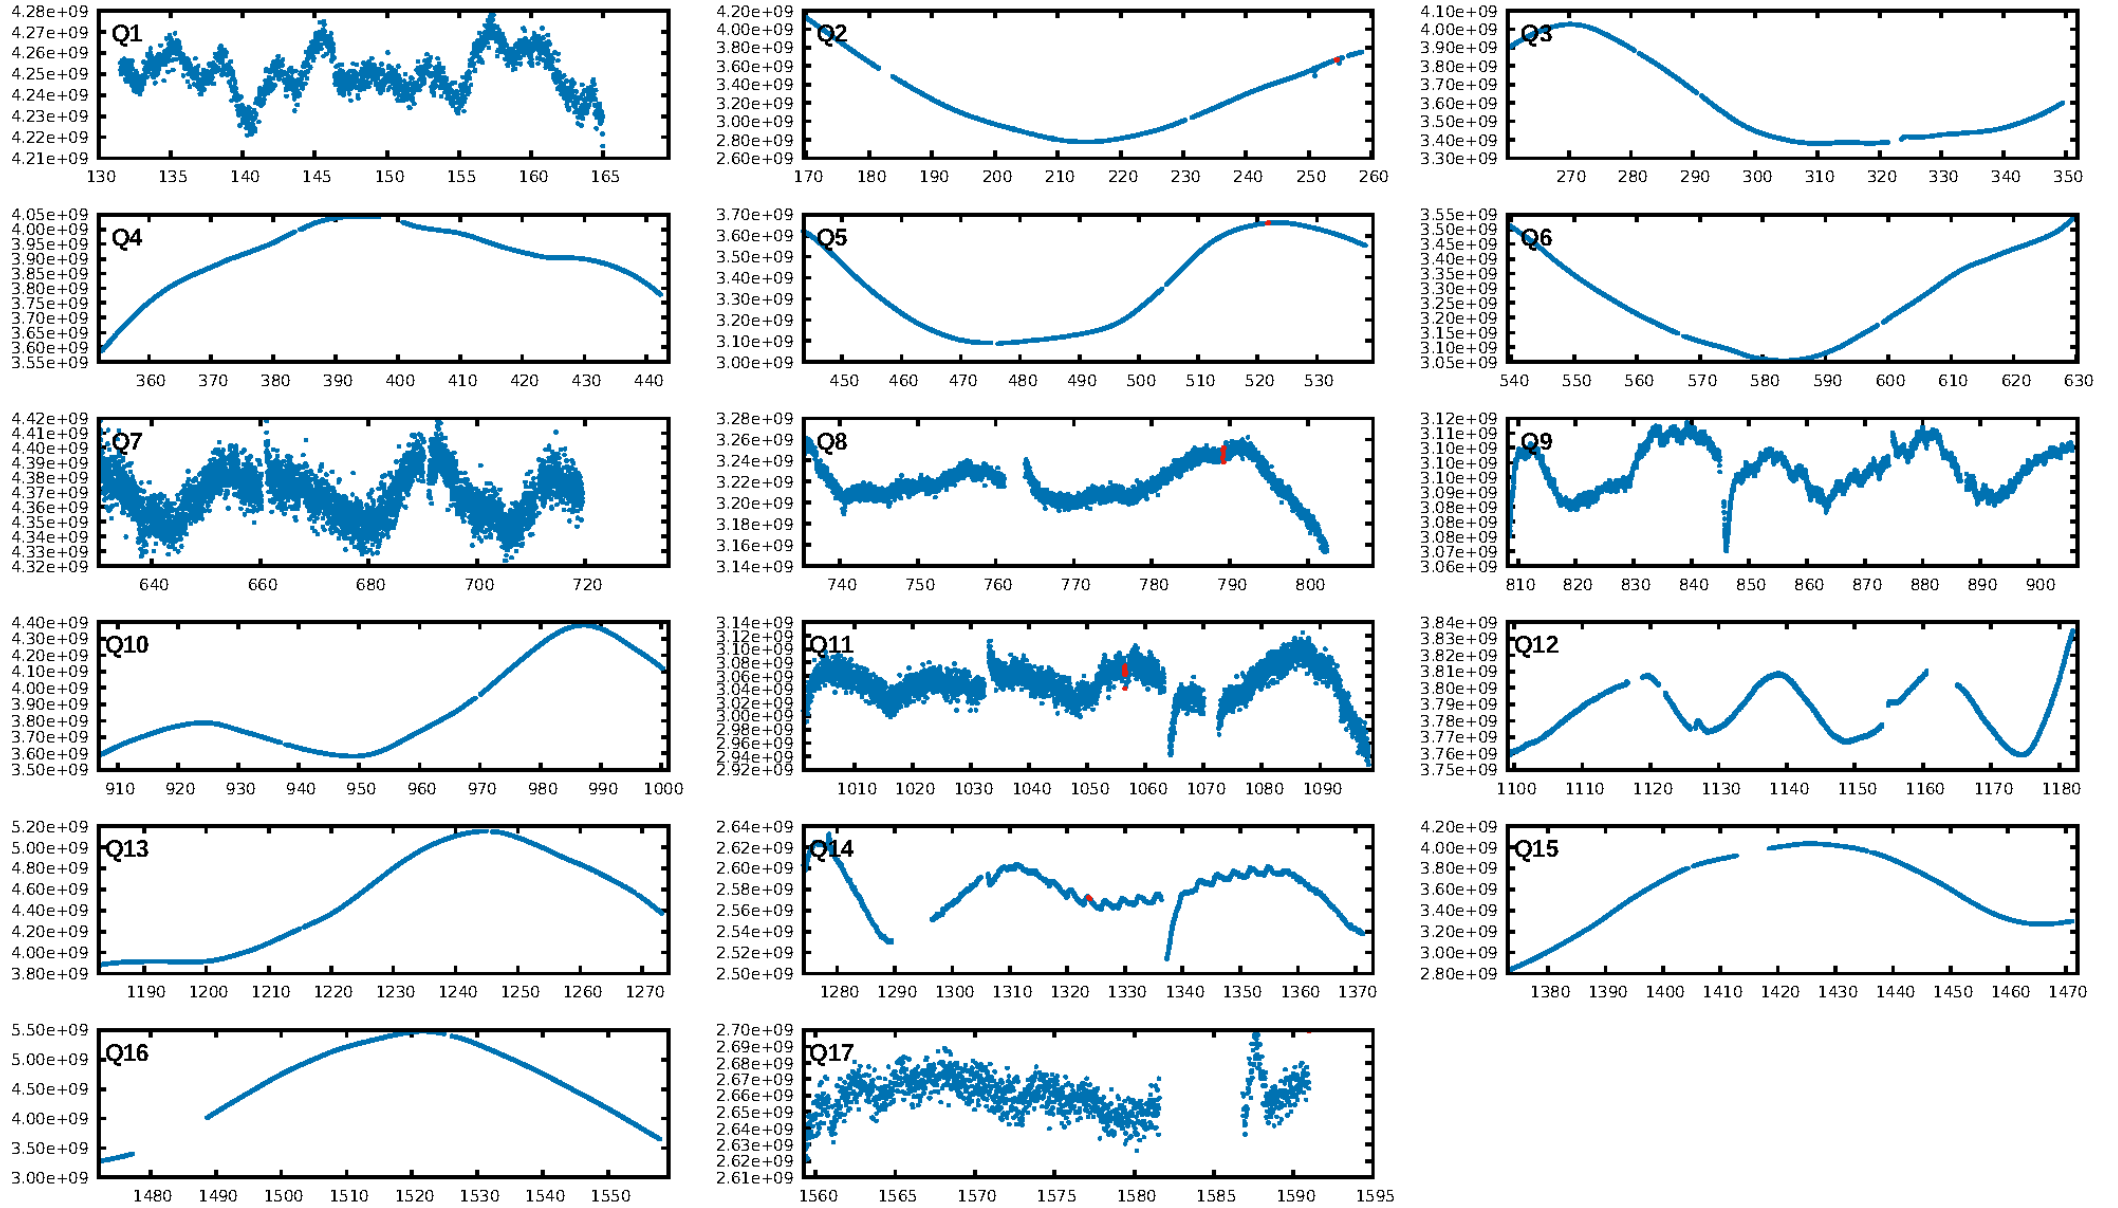 4.28e+09
4.27e+09
4.26e+09
4.25e+09
4.24e+09
4.23e+09
4.22e+09
4.21e+09
Q1
130 135 140 145 150 155 160 165
4.20e+09
4.00e+09
3.80e+09
3.60e+09
3.40e+09
3.20e+09
3.00e+09
2.80e+09
2.60e+09
Q2
170 180 190 200 210 220 230 240 250 260
4.10e+09
4.00e+09
3.90e+09
3.80e+09
3.70e+09
3.60e+09
3.50e+09
3.40e+09
3.30e+09
Q3
270 280 290 300 310 320 330 340 350
4.05e+09
4.00e+09
3.95e+09
3.90e+09
3.85e+09
3.80e+09
3.75e+09
3.70e+09
3.65e+09
3.60e+09
3.55e+09
Q4
360 370 380 390 400 410 420 430 440
3.70e+09
3.60e+09
3.50e+09
3.40e+09
3.30e+09
3.20e+09
3.10e+09
3.00e+09
Q5
450 460 470 480 490 500 510 520 530
3.55e+09
3.50e+09
3.45e+09
3.40e+09
3.35e+09
3.30e+09
3.25e+09
3.20e+09
3.15e+09
3.10e+09
3.05e+09
Q6
540 550 560 570 580 590 600 610 620 630
4.42e+09
4.41e+09
4.40e+09
4.39e+09
4.38e+09
4.37e+09
4.36e+09
4.35e+09
4.34e+09
4.33e+09
4.32e+09
Q7
640 660 680 700 720
3.28e+09
3.26e+09
3.24e+09
3.22e+09
3.20e+09
3.18e+09
3.16e+09
3.14e+09
Q8
740 750 760 770 780 790 800
3.12e+09
3.11e+09
3.10e+09
3.10e+09
3.10e+09
3.09e+09
3.08e+09
3.08e+09
3.08e+09
3.07e+09
3.06e+09
Q9
810 820 830 840 850 860 870 880 890 900
4.40e+09
4.30e+09
4.20e+09
4.10e+09
4.00e+09
3.90e+09
3.80e+09
3.70e+09
3.60e+09
3.50e+09
Q10
910 920 930 940 950 960 970 980 990 1000
3.14e+09
3.12e+09
3.10e+09
3.08e+09
3.06e+09
3.04e+09
3.02e+09
3.00e+09
2.98e+09
2.96e+09
2.94e+09
2.92e+09
Q11
1010 1020 1030 1040 1050 1060 1070 1080 1090
3.84e+09
3.83e+09
3.82e+09
3.81e+09
3.80e+09
3.79e+09
3.78e+09
3.77e+09
3.76e+09
3.75e+09
Q12
1100 1110 1120 1130 1140 1150 1160 1170 1180
5.20e+09
5.00e+09
4.80e+09
4.60e+09
4.40e+09
4.20e+09
4.00e+09
3.80e+09
Q13
1190 1200 1210 1220 1230 1240 1250 1260 1270
2.64e+09
2.62e+09
2.60e+09
2.58e+09
2.56e+09
2.54e+09
2.52e+09
2.50e+09
Q14
1280 1290 1300 1310 1320 1330 1340 1350 1360 1370
4.20e+09
4.00e+09
3.80e+09
3.60e+09
3.40e+09
3.20e+09
3.00e+09
2.80e+09
Q15
1380 1390 1400 1410 1420 1430 1440 1450 1460 1470
5.50e+09
5.00e+09
4.50e+09
4.00e+09
3.50e+09
3.00e+09
Q16
1480 1490 1500 1510 1520 1530 1540 1550
2.70e+09
2.69e+09
2.68e+09
2.67e+09
2.66e+09
2.65e+09
2.64e+09
2.63e+09
2.62e+09
2.61e+09
Q17
1560 1565 1570 1575 1580 1585 1590 1595